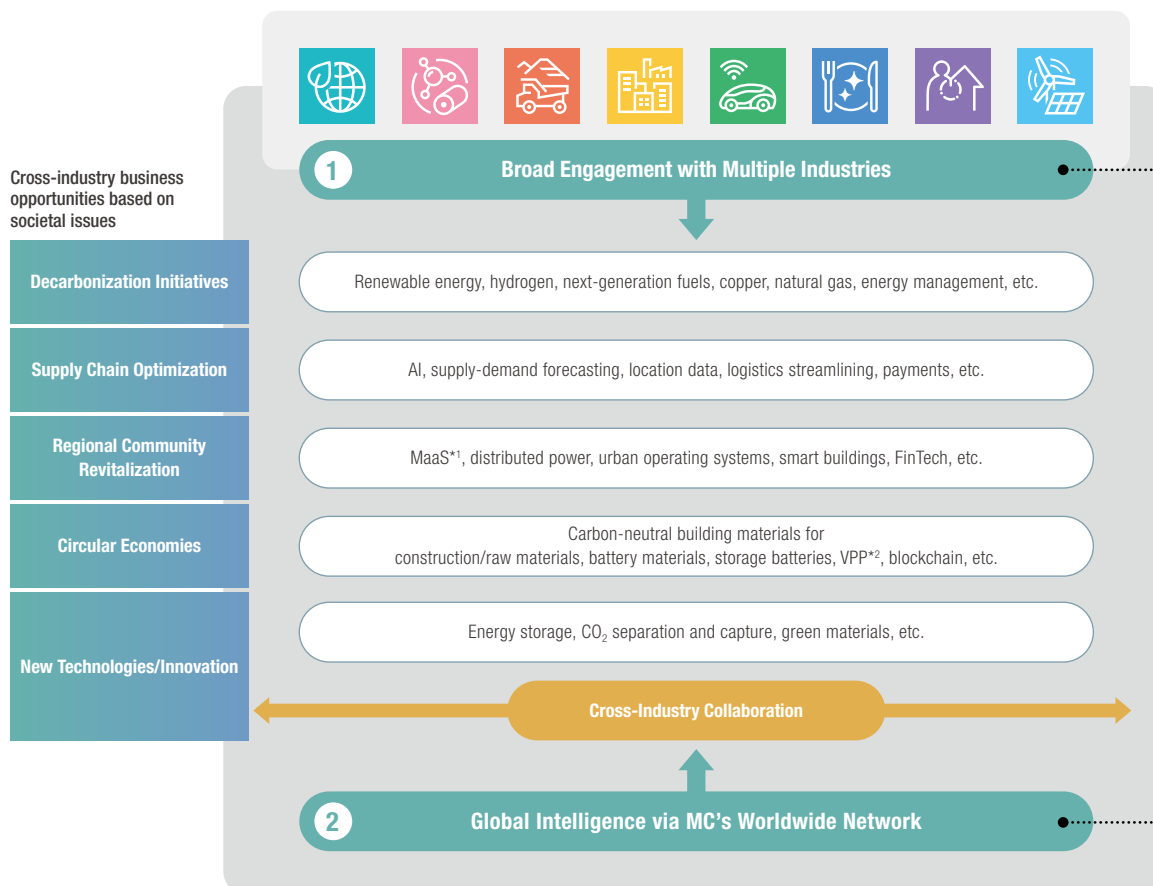 1
Broad Engagement with Multiple Industries
Cross-industry business
opportunities based on
societal issues
Decarbonization Initiatives
Renewable energy, hydrogen, next-generation fuels, copper, natural gas, energy management, etc.
Supply Chain Optimization
AI, supply-demand forecasting, location data, logistics streamlining, payments, etc.
Regional Community
Revitalization
MaaS*1, distributed power, urban operating systems, smart buildings, FinTech, etc.
Circular Economies
Carbon-neutral building materials for
construction/raw materials, battery materials, storage batteries, VPP*2, blockchain, etc.
New Technologies/Innovation
Energy storage, CO2 separation and capture, green materials, etc.
Cross-Industry Collaboration
2
Global Intelligence via MC's Worldwide Network